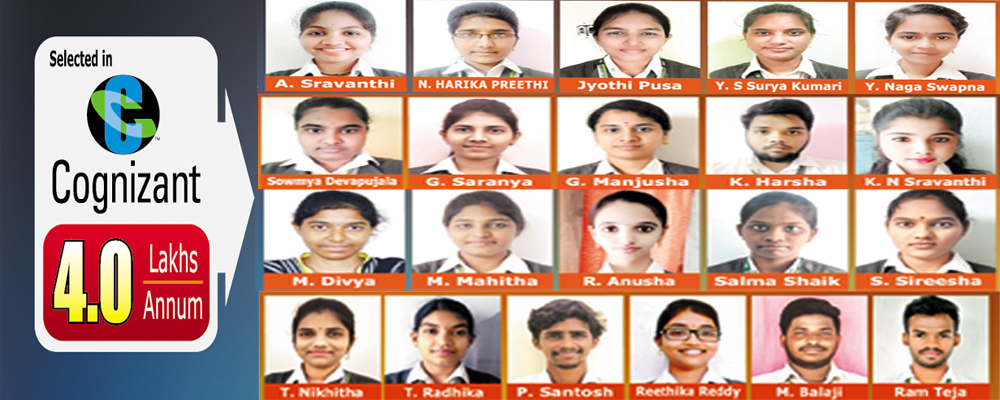 Selected in
Cognizant
4.0 Lakhs Annum
A. Sravanthi
N. HARIKA PREETHI
Jyothi Pusa
Y. S Surya Kumari
Y. Naga Swapna
Sowmya Devapujala
G. Saranya
G. Manjusha
K. Harsha
K. N Sravanthi
M. Divya
M. Mahitha
R. Anusha
Salma Shaik
S. Sireesha
T. Nikhitha
T. Radhika
P. Santosh
Reethika Reddy
M. Balaji
Ram Teja